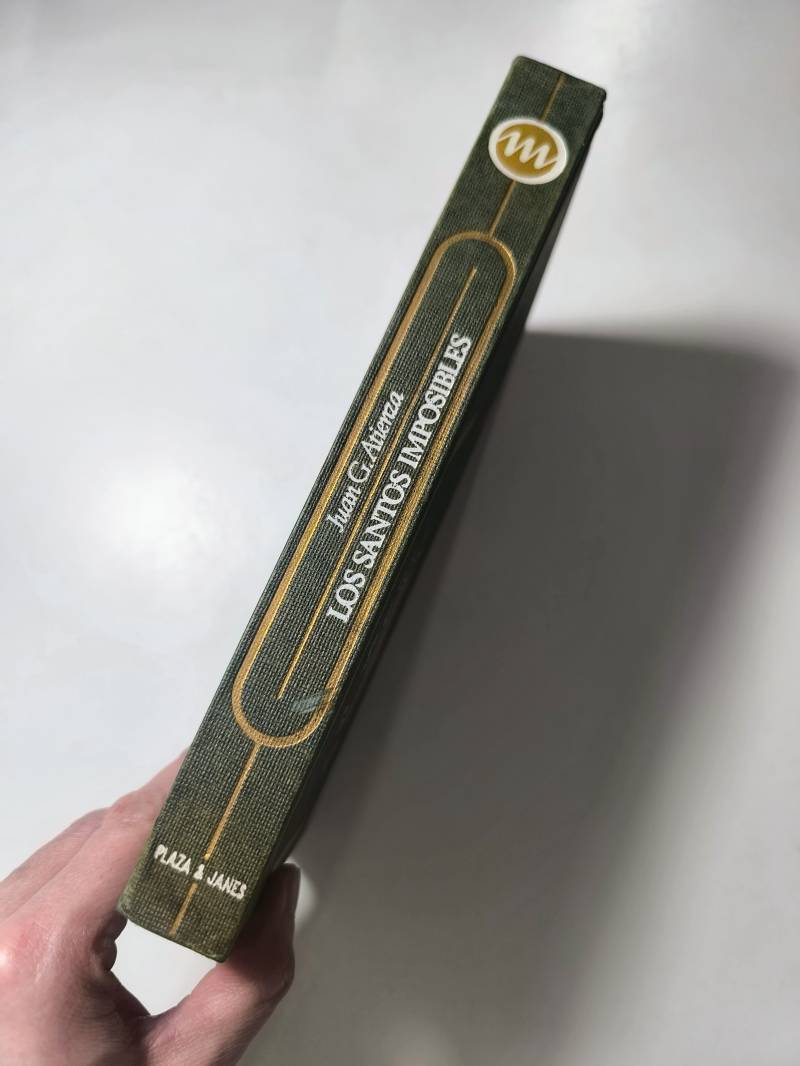 m
Juan G. Atienza
LOS SANTOS IMPOSIBLES
PLAZA & JANES